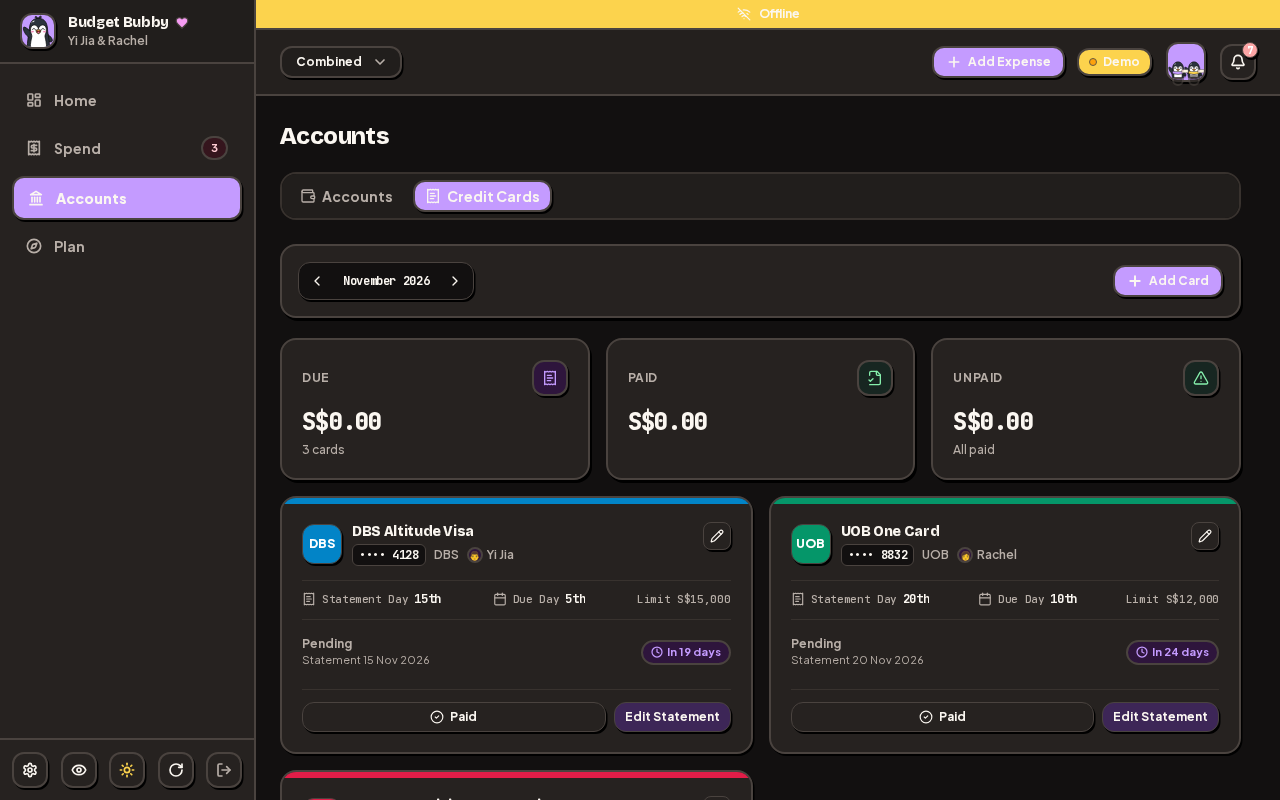 Budget Bubby
Yi Jia & Rachel
Home
Spend 3
Accounts
Plan
Offline
Combined
Add Expense
Demo
7
Accounts
Accounts
Credit Cards
November 2026
Add Card
DUE
S$0.00
3 cards
PAID
S$0.00
UNPAID
S$0.00
All paid
DBS
DBS Altitude Visa
•••• 4128 DBS Yi Jia
Statement Day 15th Due Day 5th Limit S$15,000
Pending
Statement 15 Nov 2026
In 19 days
Paid
Edit Statement
UOB
UOB One Card
•••• 8832 UOB Rachel
Statement Day 20th Due Day 10th Limit S$12,000
Pending
Statement 20 Nov 2026
In 24 days
Paid
Edit Statement